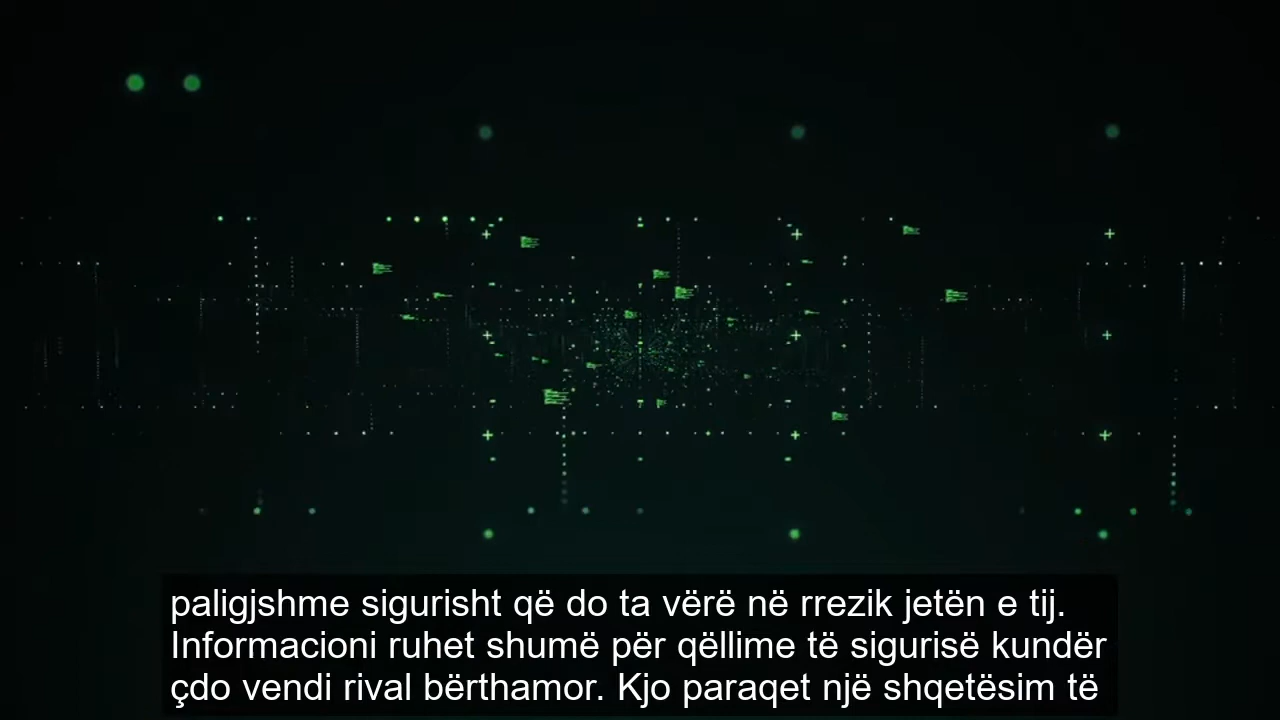 paligjshme sigurisht që do ta vërë në rrezik jetën e tij.
Informacioni ruhet shumë për qëllime të sigurisë kundër
çdo vendi rival bërthamor. Kjo paraqet një shqetësim të